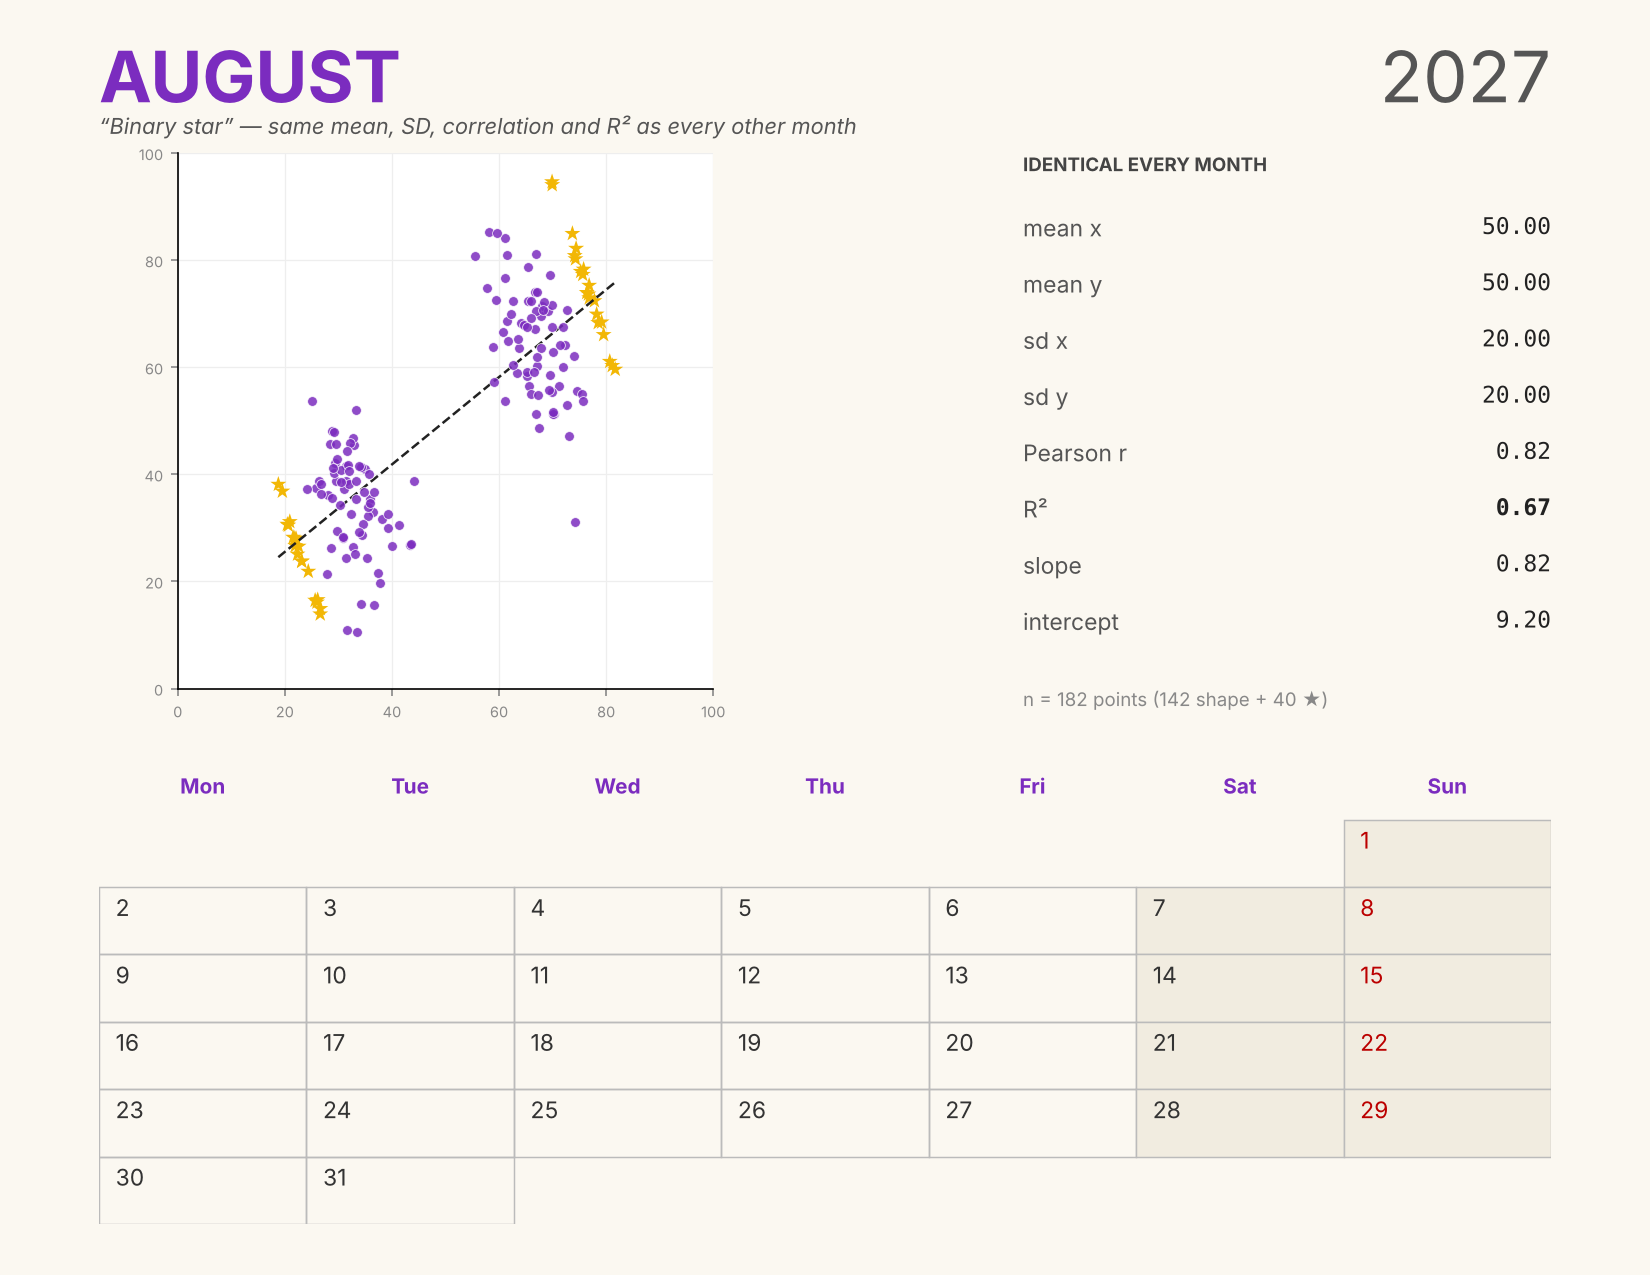 AUGUST 2027
“Binary star” — same mean, SD, correlation and R² as every other month
100
80
60
40
20
0
0 20 40 60 80 100
IDENTICAL EVERY MONTH
mean x 50.00
mean y 50.00
sd x 20.00
sd y 20.00
Pearson r 0.82
R² 0.67
slope 0.82
intercept 9.20
n = 182 points (142 shape + 40 ★)
Mon Tue Wed Thu Fri Sat Sun
1
2 3 4 5 6 7 8
9 10 11 12 13 14 15
16 17 18 19 20 21 22
23 24 25 26 27 28 29
30 31